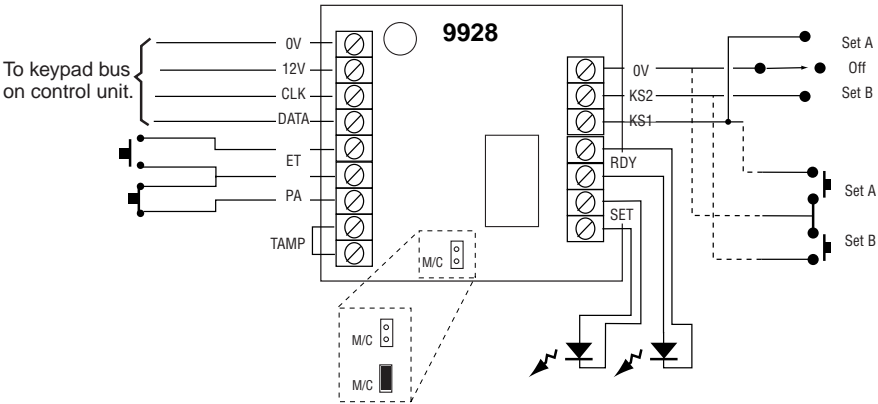 9928
To keypad bus
on control unit.
0V
12V
CLK
DATA
ET
PA
TAMP
0V
KS2
KS1
RDY
SET
Set A
Off
Set B
Set A
Set B
M/C
M/C
M/C